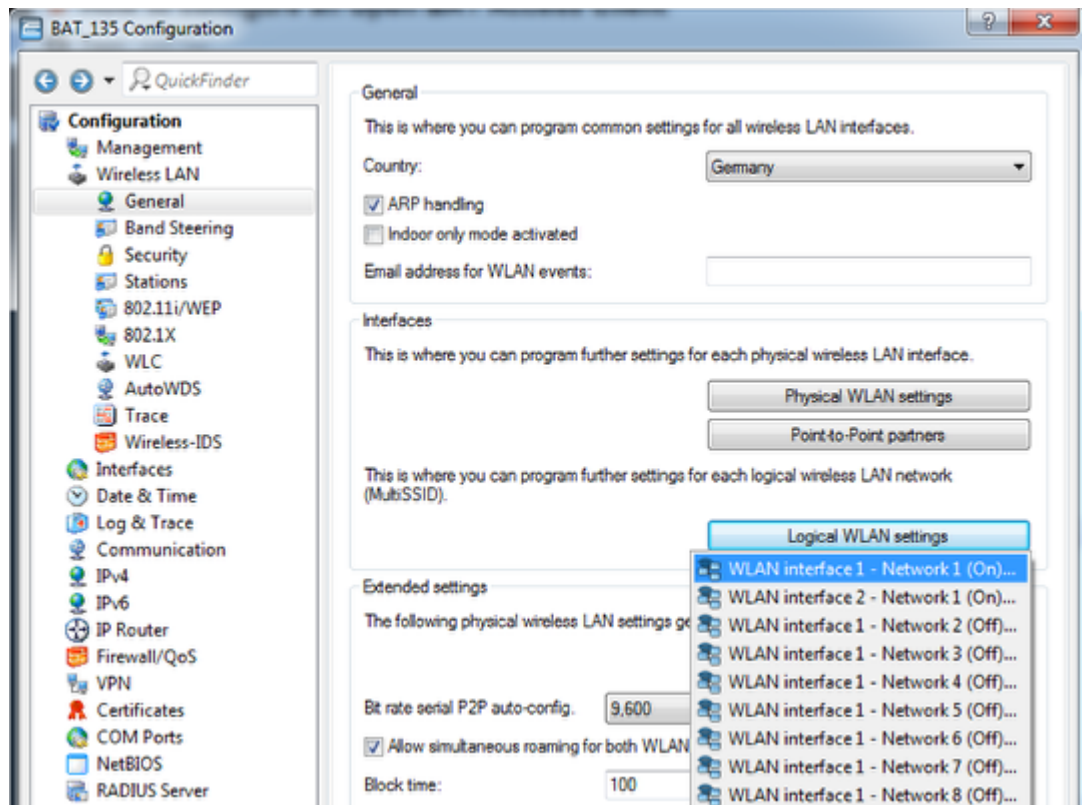 BAT_135 Configuration
QuickFinder
Configuration
Management
Wireless LAN
General
Band Steering
Security
Stations
802.11i/WEP
802.1X
WLC
AutoWDS
Trace
Wireless-IDS
Interfaces
Date & Time
Log & Trace
Communication
IPv4
IPv6
IP Router
Firewall/QoS
VPN
Certificates
COM Ports
NetBIOS
RADIUS Server
General
This is where you can program common settings for all wireless LAN interfaces.
Country: Germany
ARP handling
Indoor only mode activated
Email address for WLAN events:
Interfaces
This is where you can program further settings for each physical wireless LAN interface.
Physical WLAN settings
Point-to-Point partners
This is where you can program further settings for each logical wireless LAN network
(MultiSSID).
Logical WLAN settings
WLAN interface 1 - Network 1 (On)...
WLAN interface 2 - Network 1 (On)...
WLAN interface 1 - Network 2 (Off)...
WLAN interface 1 - Network 3 (Off)...
WLAN interface 1 - Network 4 (Off)...
WLAN interface 1 - Network 5 (Off)...
WLAN interface 1 - Network 6 (Off)...
WLAN interface 1 - Network 7 (Off)...
WLAN interface 1 - Network 8 (Off)...
Extended settings
The following physical wireless LAN settings ge
Bit rate serial P2P auto-config. 9,600
Allow simultaneous roaming for both WLAN
Block time: 100